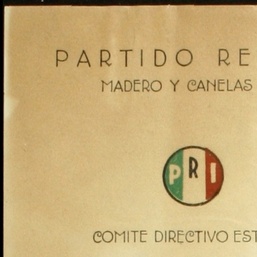 PARTIDO RE
MADERO Y CANELAS
PRI
COMITE DIRECTIVO EST